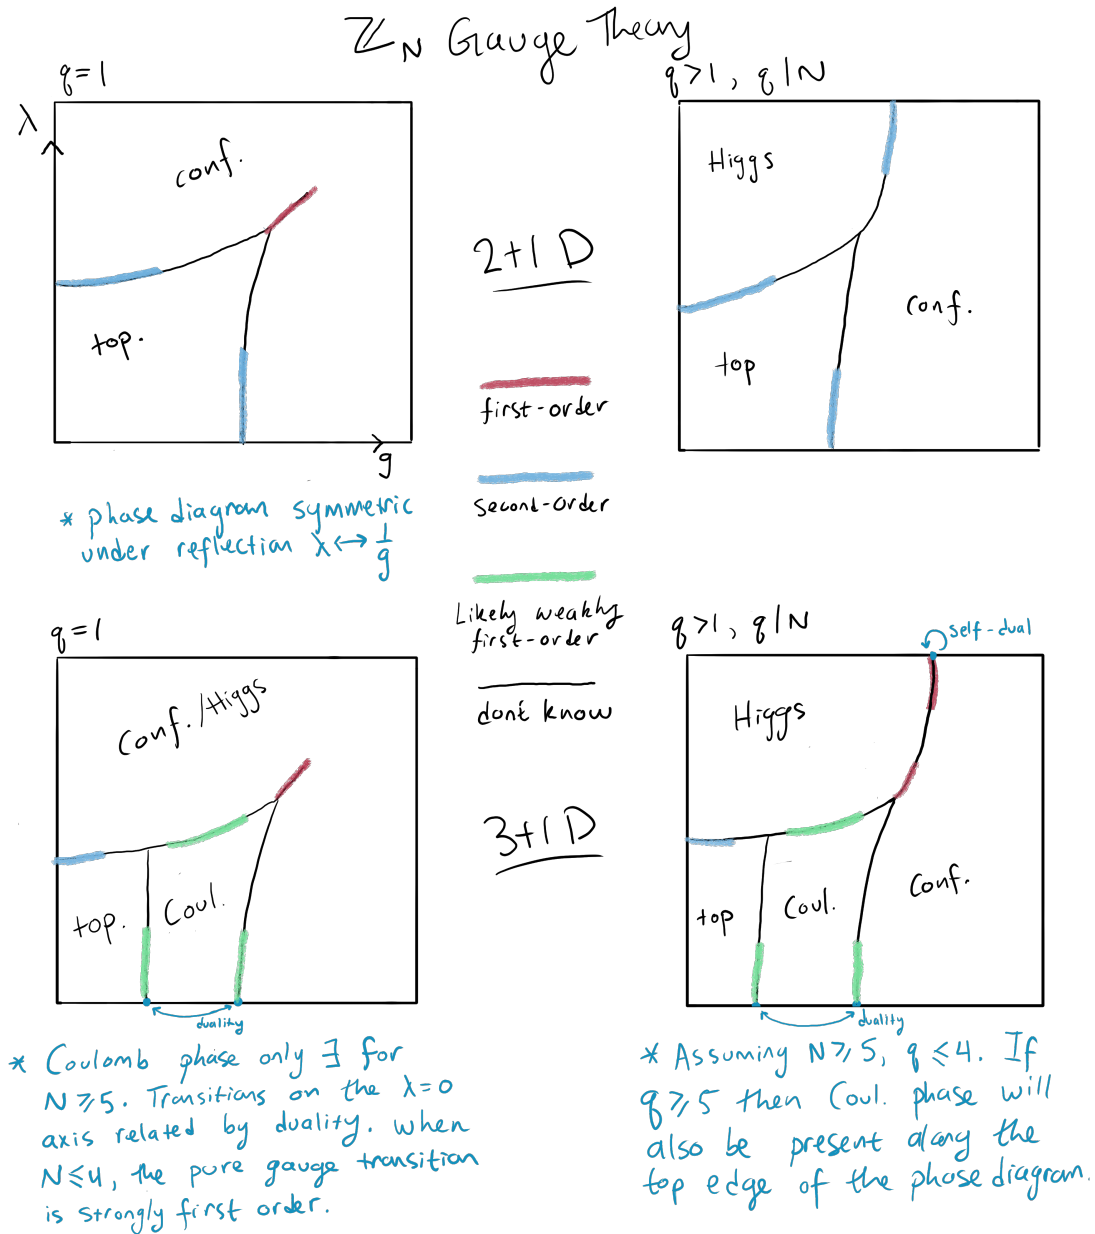 ℤ_N Gauge Theory
q=1
λ
conf.
top.
g
* phase diagram symmetric
under reflection λ↔1/g
2+1 D
first-order
second-order
Likely weakly
first-order
don't know
q>1, q|N
Higgs
top
conf.
q=1
Conf./Higgs
top.
Coul.
duality
* Coulomb phase only ∃ for
N≥5. Transitions on the λ=0
axis related by duality. When
N≤4, the pure gauge transition
is strongly first order.
3+1 D
q>1, q|N
self-dual
Higgs
top
Coul.
Conf.
duality
* Assuming N≥5, q≤4. If
q≥5 then Coul. phase will
also be present along the
top edge of the phase diagram.